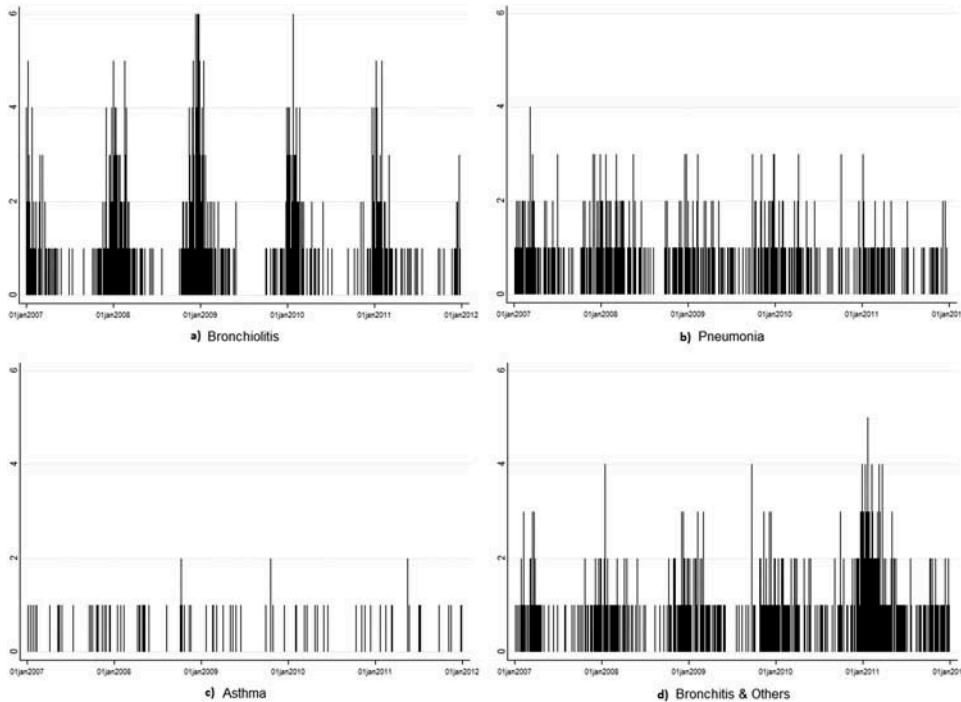 6
4
2
0
01jan2007 01jan2008 01jan2009 01jan2010 01jan2011 01jan2012
a) Bronchiolitis
6
4
2
0
01jan2007 01jan2008 01jan2009 01jan2010 01jan2011 01jan201
b) Pneumonia
6
4
2
0
01jan2007 01jan2008 01jan2009 01jan2010 01jan2011 01jan2012
c) Asthma
6
4
2
0
01jan2007 01jan2008 01jan2009 01jan2010 01jan2011 01jan201
d) Bronchitis & Others